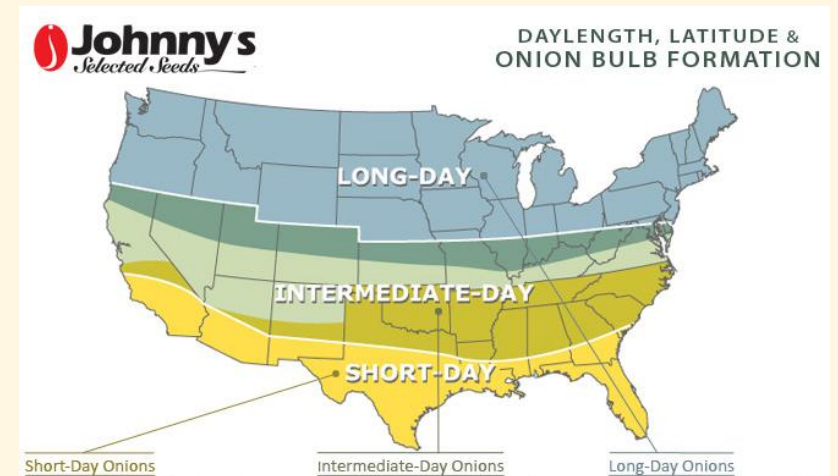 Johnny's
Selected Seeds
DAYLENGTH, LATITUDE &
ONION BULB FORMATION
LONG-DAY
INTERMEDIATE-DAY
SHORT-DAY
Short-Day Onions
Intermediate-Day Onions
Long-Day Onions